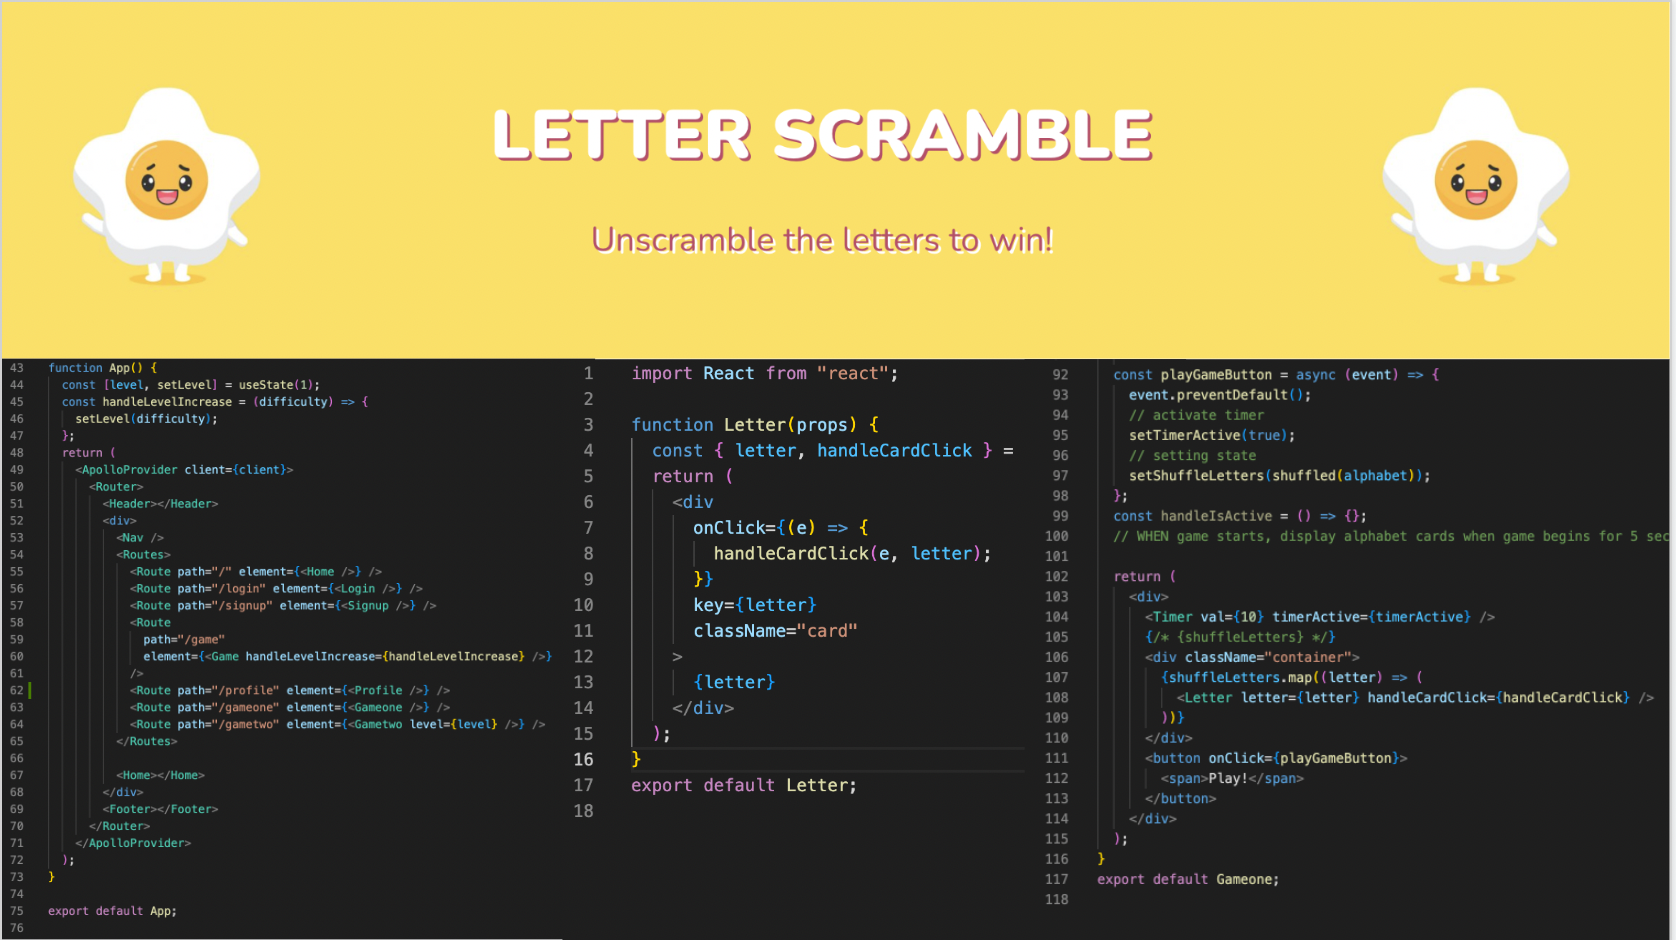 LETTER SCRAMBLE
Unscramble the letters to win!
43 function App() {
44 const [level, setLevel] = useState(1);
45 const handleLevelIncrease = (difficulty) => {
46 setLevel(difficulty);
47 };
48 return (
49 <ApolloProvider client={client}>
50 <Router>
51 <Header></Header>
52 <div>
53 <Nav />
54 <Routes>
55 <Route path="/" element={<Home />} />
56 <Route path="/login" element={<Login />} />
57 <Route path="/signup" element={<Signup />} />
58 <Route
59 path="/game"
60 element={<Game handleLevelIncrease={handleLevelIncrease} />}
61 />
62 <Route path="/profile" element={<Profile />} />
63 <Route path="/gameone" element={<Gameone />} />
64 <Route path="/gametwo" element={<Gametwo level={level} />} />
65 </Routes>
66
67 <Home></Home>
68 </div>
69 <Footer></Footer>
70 </Router>
71 </ApolloProvider>
72 );
73 }
74
75 export default App;
76
1 import React from "react";
2
3 function Letter(props) {
4 const { letter, handleCardClick } =
5 return (
6 <div
7 onClick={(e) => {
8 handleCardClick(e, letter);
9 }}
10 key={letter}
11 className="card"
12 >
13 {letter}
14 </div>
15 );
16 }
17 export default Letter;
18
92 const playGameButton = async (event) => {
93 event.preventDefault();
94 // activate timer
95 setTimerActive(true);
96 // setting state
97 setShuffleLetters(shuffled(alphabet));
98 };
99 const handleIsActive = () => {};
100 // WHEN game starts, display alphabet cards when game begins for 5 sec
101
102 return (
103 <div>
104 <Timer val={10} timerActive={timerActive} />
105 {/* {shuffleLetters} */}
106 <div className="container">
107 {shuffleLetters.map((letter) => (
108 <Letter letter={letter} handleCardClick={handleCardClick} />
109 ))}
110 </div>
111 <button onClick={playGameButton}>
112 <span>Play!</span>
113 </button>
114 </div>
115 );
116 }
117 export default Gameone;
118